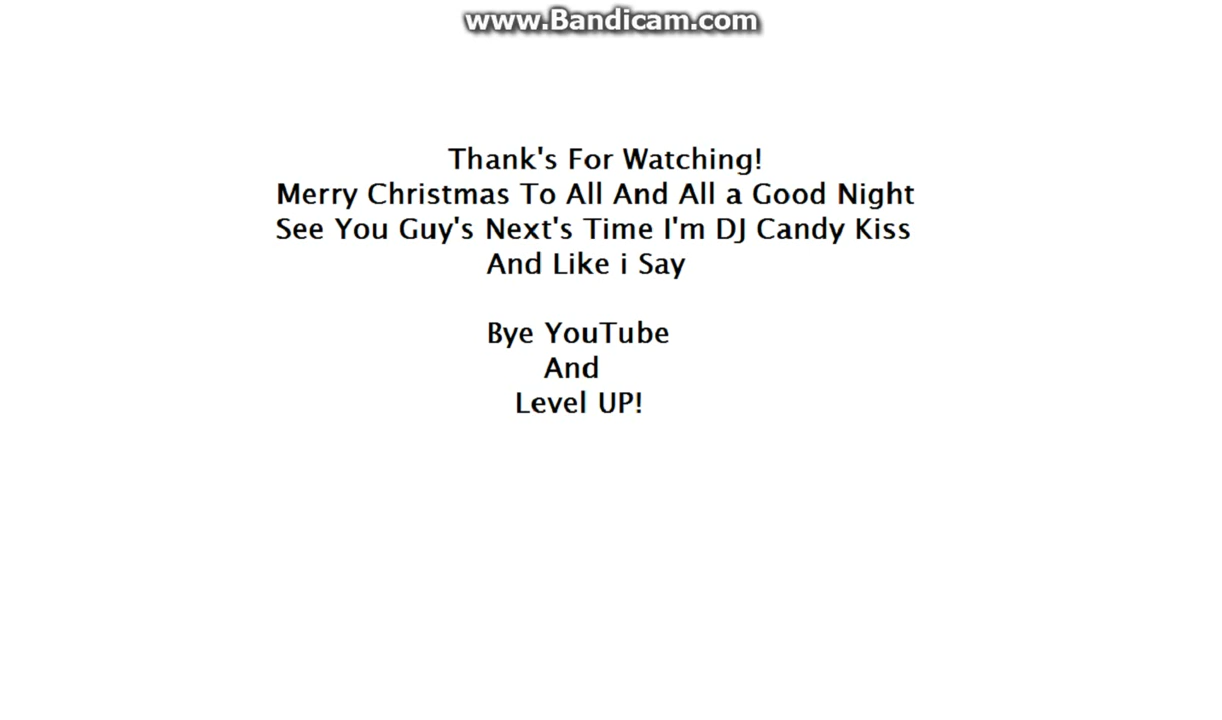 www.Bandicam.com
Thank's For Watching!
Merry Christmas To All And All a Good Night
See You Guy's Next's Time I'm DJ Candy Kiss
And Like i Say
Bye YouTube
And
Level UP!